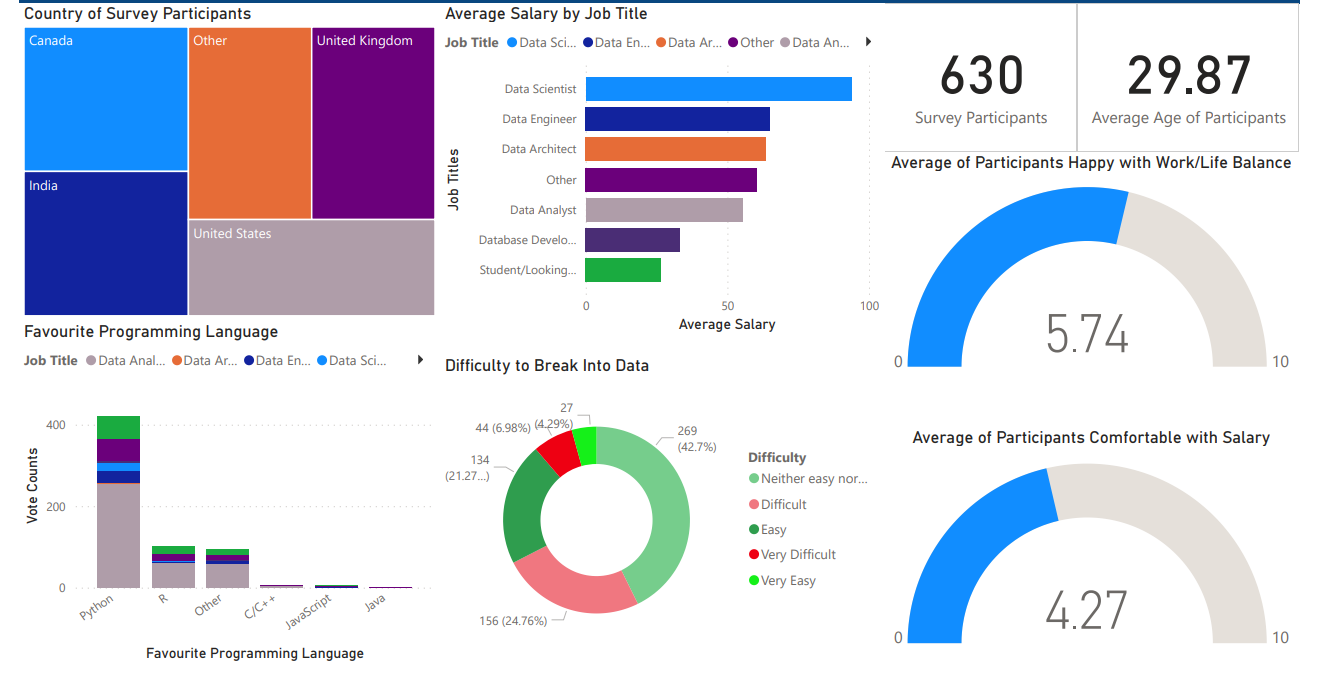 Country of Survey Participants
Canada
Other
United Kingdom
India
United States
Average Salary by Job Title
Job Title Data Sci... Data En... Data Ar... Other Data An...
Job Titles
Data Scientist
Data Engineer
Data Architect
Other
Data Analyst
Database Develo...
Student/Looking...
0 50 100
Average Salary
630
Survey Participants
29.87
Average Age of Participants
Average of Participants Happy with Work/Life Balance
5.74
0 10
Favourite Programming Language
Job Title Data Anal... Data Ar... Data En... Data Sci...
Vote Counts
400
200
0
Python R Other C/C++ JavaScript Java
Favourite Programming Language
Difficulty to Break Into Data
27
(4.29%)
44 (6.98%)
269
(42.7%)
134
(21.27...)
156 (24.76%)
Difficulty
Neither easy nor...
Difficult
Easy
Very Difficult
Very Easy
Average of Participants Comfortable with Salary
4.27
0 10